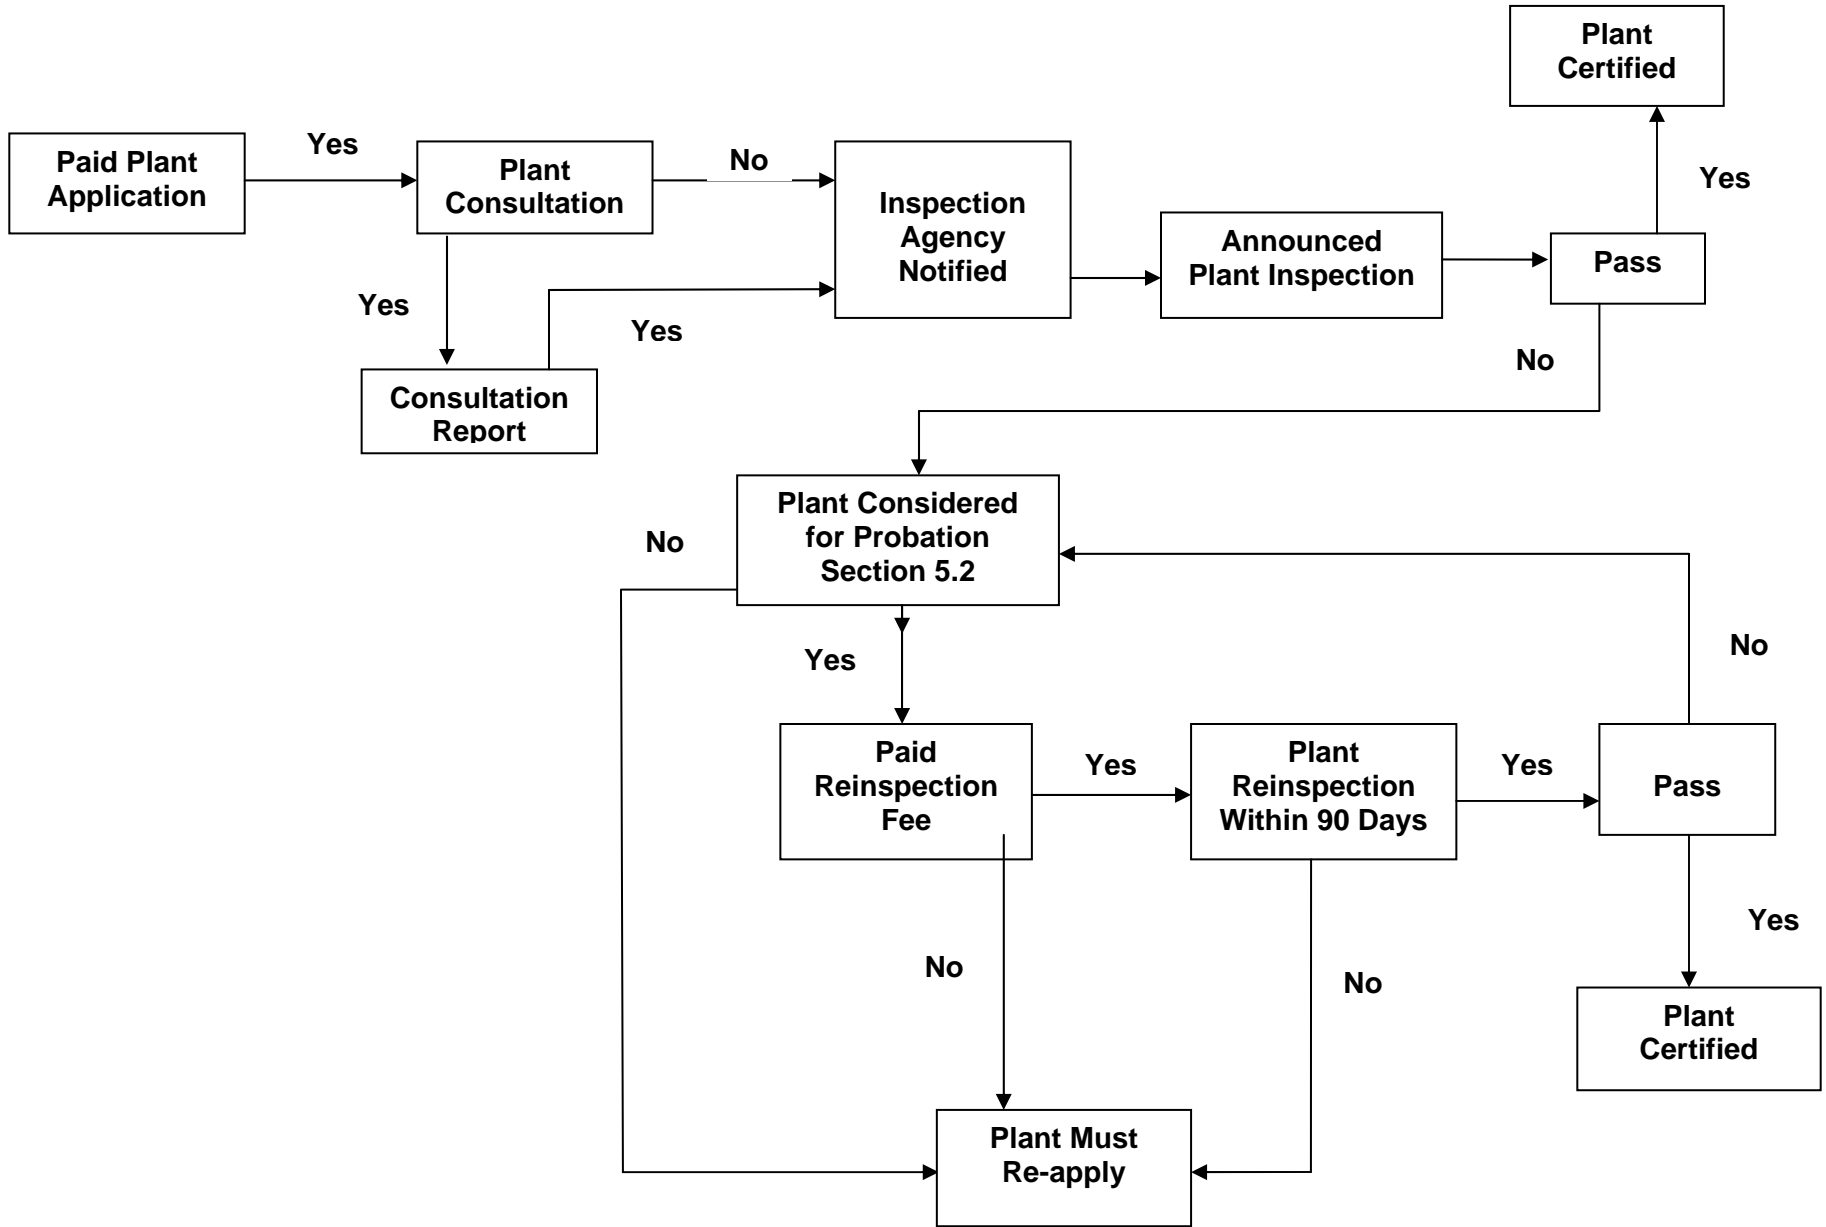 Plant
Certified
Paid Plant
Application
Yes
Plant
Consultation
No
Inspection
Agency
Notified
Announced
Plant Inspection
Pass
Yes
Yes
Yes
No
Consultation
Report
Plant Considered
for Probation
Section 5.2
No
Yes
No
Paid
Reinspection
Fee
Yes
Plant
Reinspection
Within 90 Days
Yes
Pass
No
No
Yes
Plant
Certified
Plant Must
Re-apply